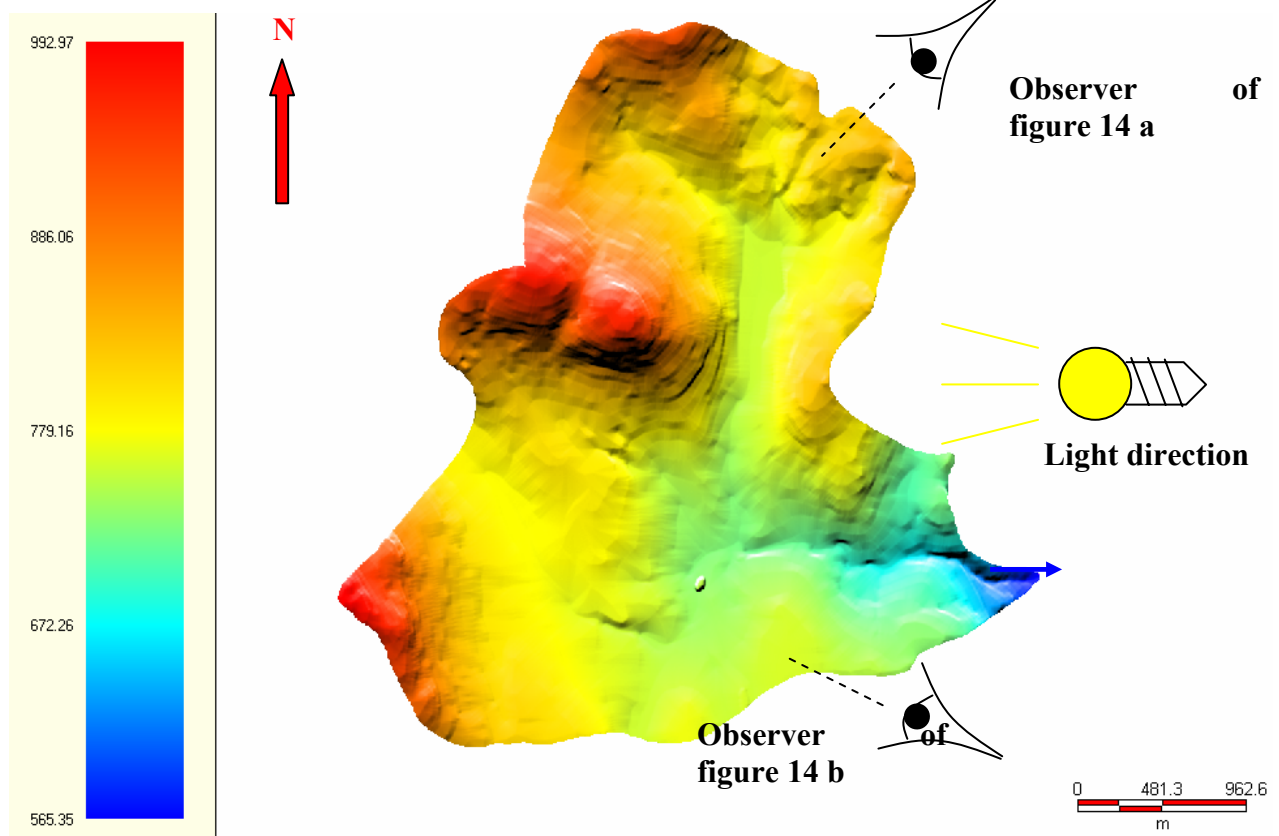 992.97
886.06
779.16
672.26
565.35
N
Observer of
figure 14 a
Light direction
Observer of
figure 14 b
0 481.3 962.6
m